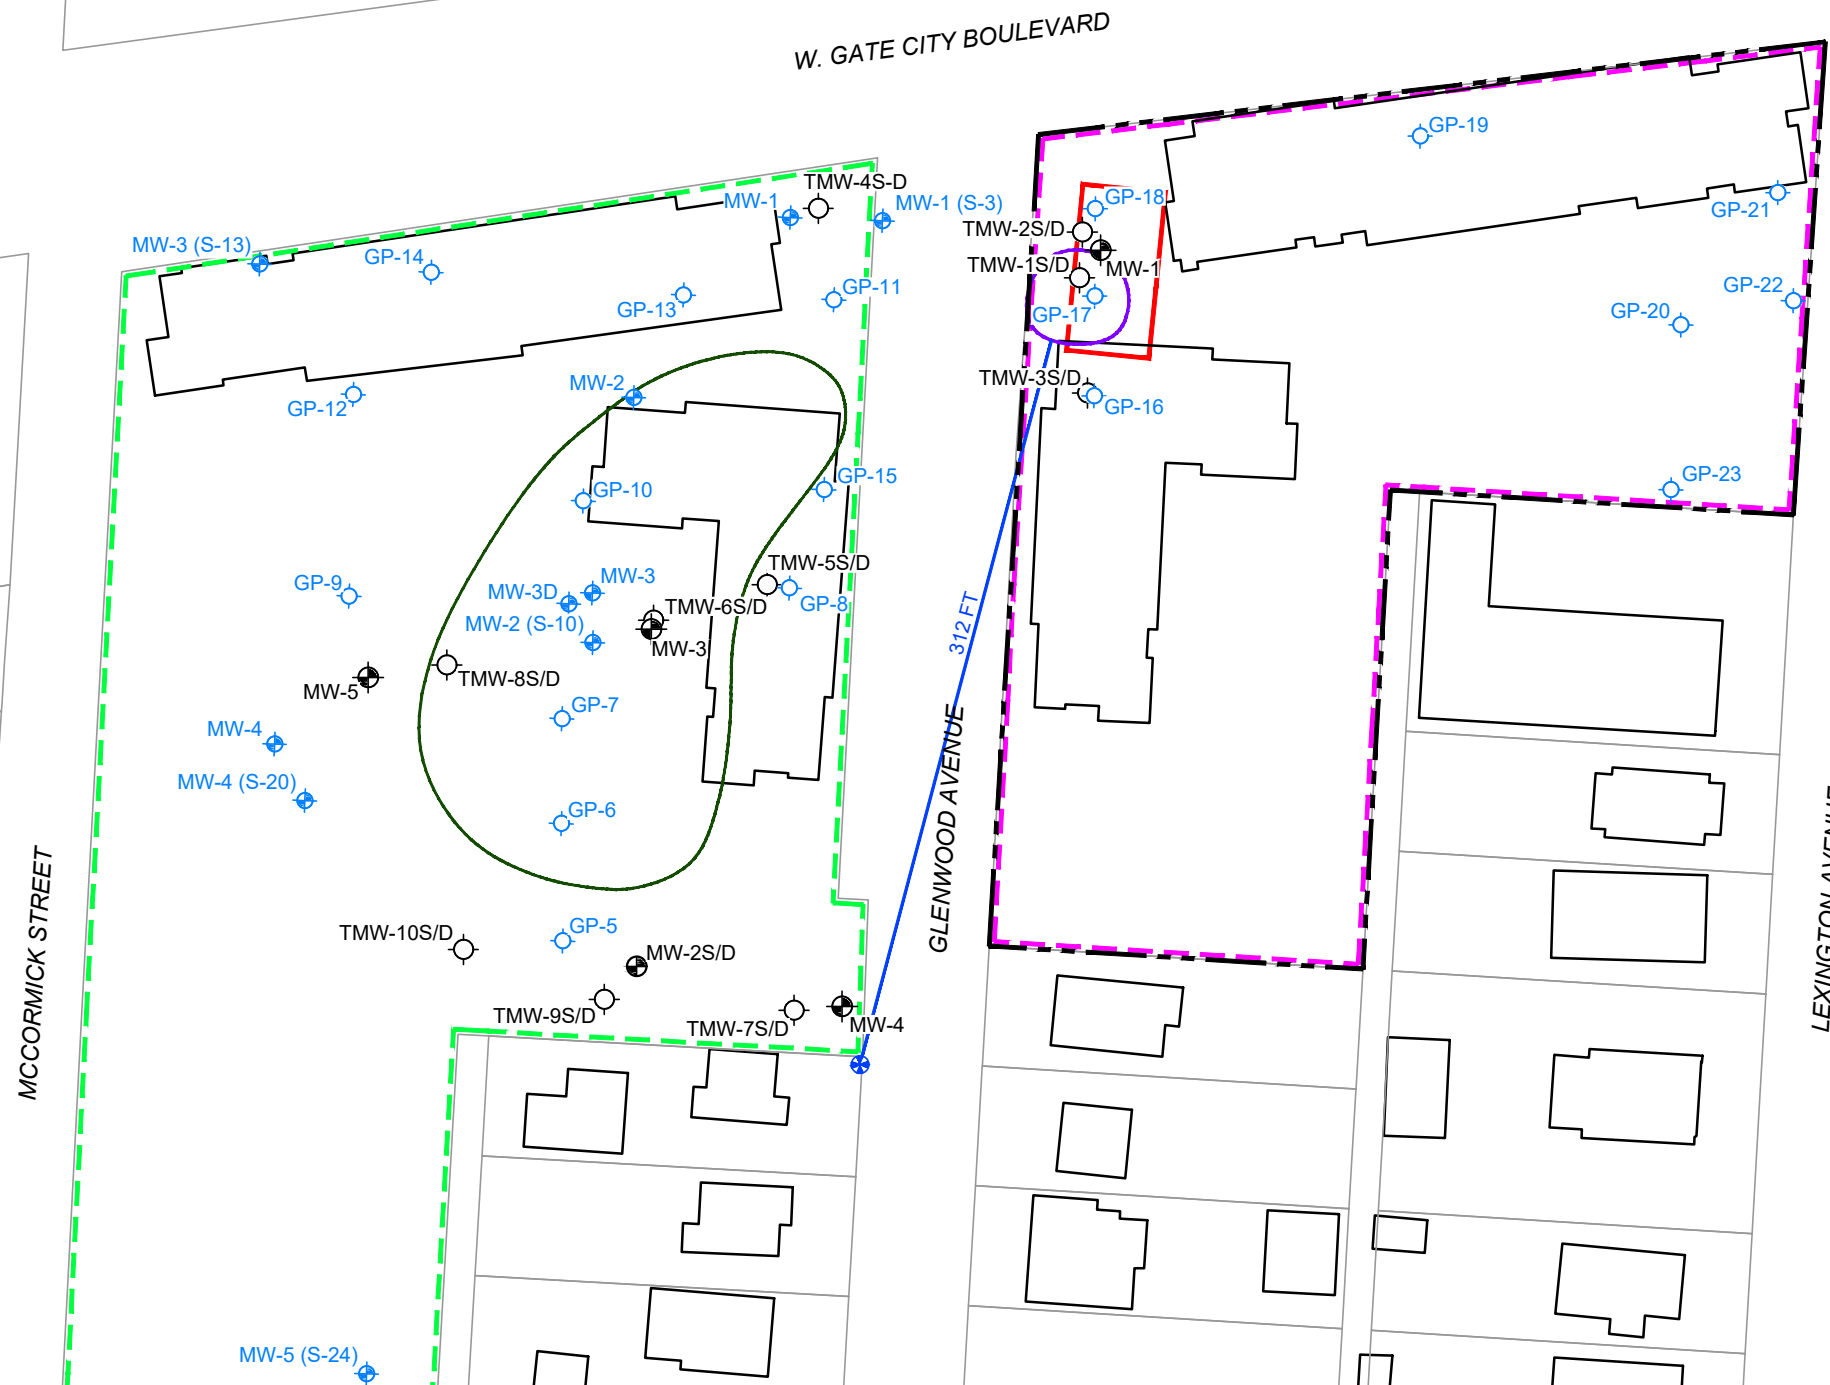 W. GATE CITY BOULEVARD
GP-19
TMW-4S-D
MW-1
MW-1 (S-3)
GP-18
GP-21
TMW-2S/D
MW-3 (S-13)
GP-14
TMW-1S/D
MW-1
GP-11
GP-22
GP-13
GP-17
GP-20
MW-2
TMW-3S/D
GP-12
GP-16
GP-15
GP-23
GP-10
TMW-5S/D
GP-9
MW-3D
MW-3
GP-8
TMW-6S/D
MW-2 (S-10)
312 FT
MW-3
TMW-8S/D
MW-5
GP-7
MW-4
MW-4 (S-20)
GP-6
GLENWOOD AVENUE
LEXINGTON AVENUE
MCCORMICK STREET
TMW-10S/D
GP-5
MW-2S/D
TMW-9S/D
TMW-7S/D
MW-4
MW-5 (S-24)